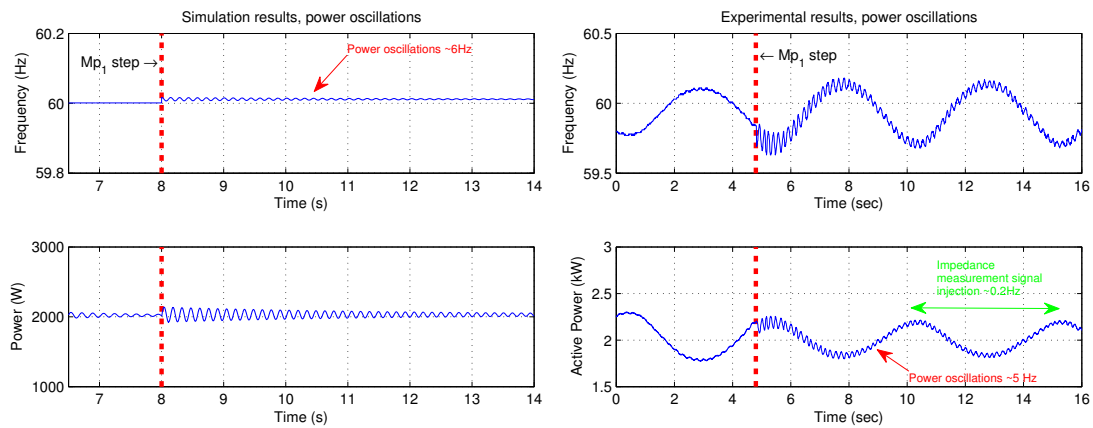 Simulation results, power oscillations
60.2
60
59.8
Frequency (Hz)
Mp1 step →
Power oscillations ~6Hz
7 8 9 10 11 12 13 14
Time (s)
Experimental results, power oscillations
60.5
60
59.5
Frequency (Hz)
← Mp1 step
0 2 4 6 8 10 12 14 16
Time (sec)
3000
2000
1000
Power (W)
7 8 9 10 11 12 13 14
Time (s)
3
2.5
2
1.5
Active Power (kW)
Impedance
measurement signal
injection ~0.2Hz
Power oscillations ~5 Hz
0 2 4 6 8 10 12 14 16
Time (sec)